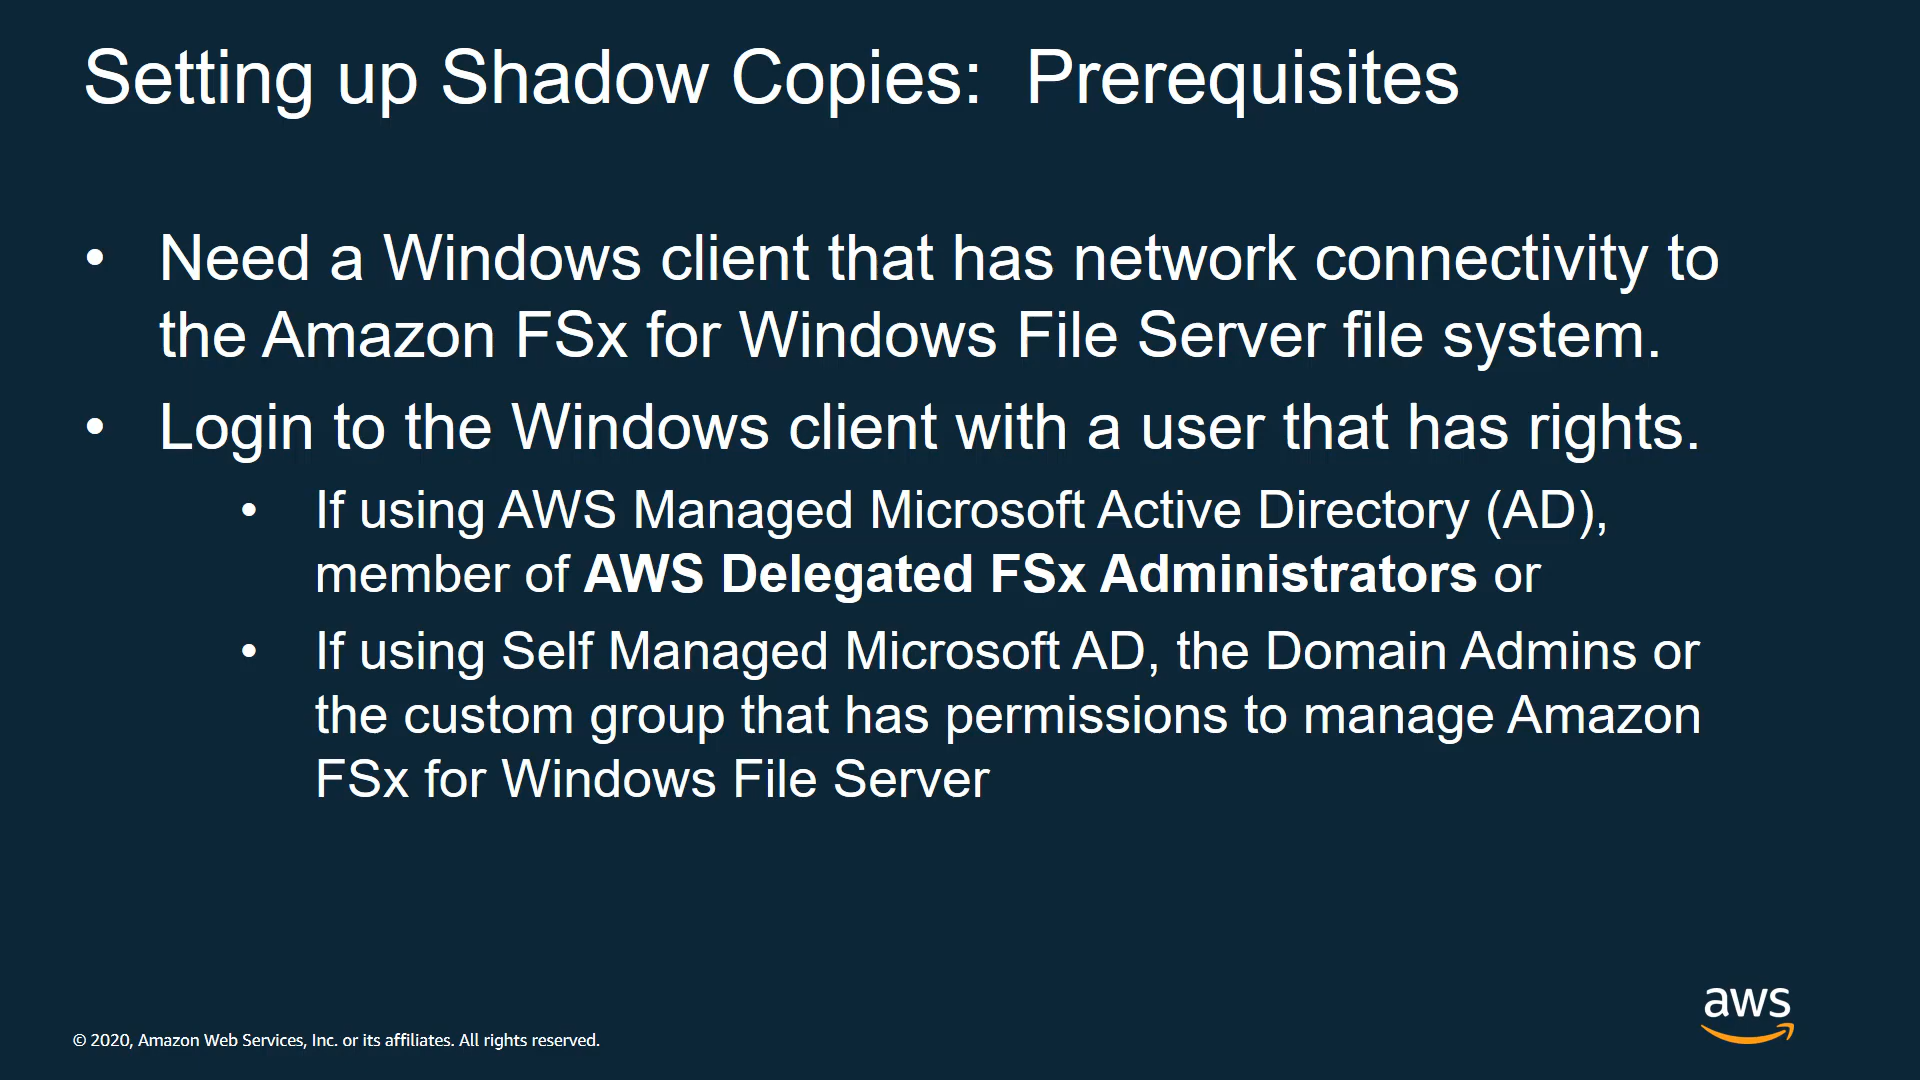 Setting up Shadow Copies:  Prerequisites
• Need a Windows client that has network connectivity to
the Amazon FSx for Windows File Server file system.
• Login to the Windows client with a user that has rights.
• If using AWS Managed Microsoft Active Directory (AD),
member of AWS Delegated FSx Administrators or
• If using Self Managed Microsoft AD, the Domain Admins or
the custom group that has permissions to manage Amazon
FSx for Windows File Server
© 2020, Amazon Web Services, Inc. or its affiliates. All rights reserved.
aws